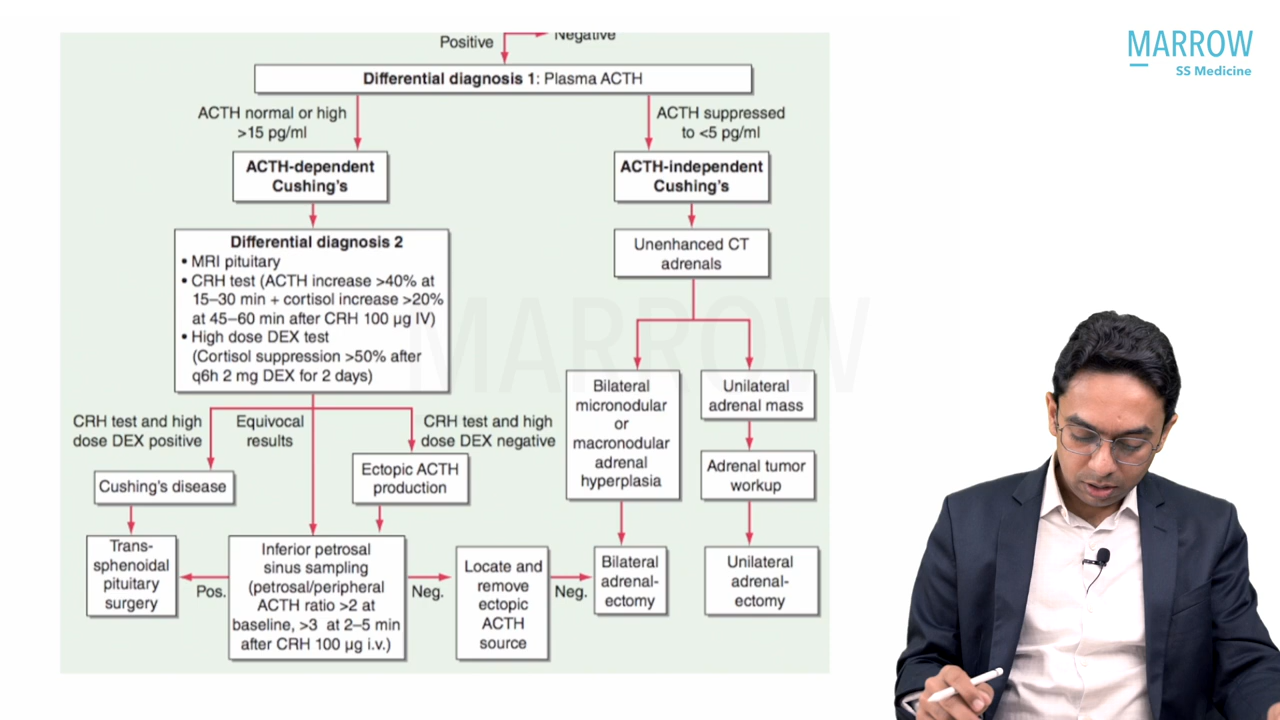 MARROW
SS Medicine
Positive
Negative
Differential diagnosis 1: Plasma ACTH
ACTH normal or high
>15 pg/ml
ACTH suppressed
to <5 pg/ml
ACTH-dependent
Cushing's
ACTH-independent
Cushing's
Differential diagnosis 2
• MRI pituitary
• CRH test (ACTH increase >40% at
15–30 min + cortisol increase >20%
at 45–60 min after CRH 100 µg IV)
• High dose DEX test
(Cortisol suppression >50% after
q6h 2 mg DEX for 2 days)
Unenhanced CT
adrenals
MARROW
CRH test and high
dose DEX positive
Equivocal
results
CRH test and high
dose DEX negative
Bilateral
micronodular
or
macronodular
adrenal
hyperplasia
Unilateral
adrenal mass
Cushing's disease
Ectopic ACTH
production
Adrenal tumor
workup
Trans-
sphenoidal
pituitary
surgery
Pos.
Inferior petrosal
sinus sampling
(petrosal/peripheral
ACTH ratio >2 at
baseline, >3 at 2–5 min
after CRH 100 µg i.v.)
Neg.
Locate and
remove
ectopic
ACTH
source
Neg.
Bilateral
adrenal-
ectomy
Unilateral
adrenal-
ectomy